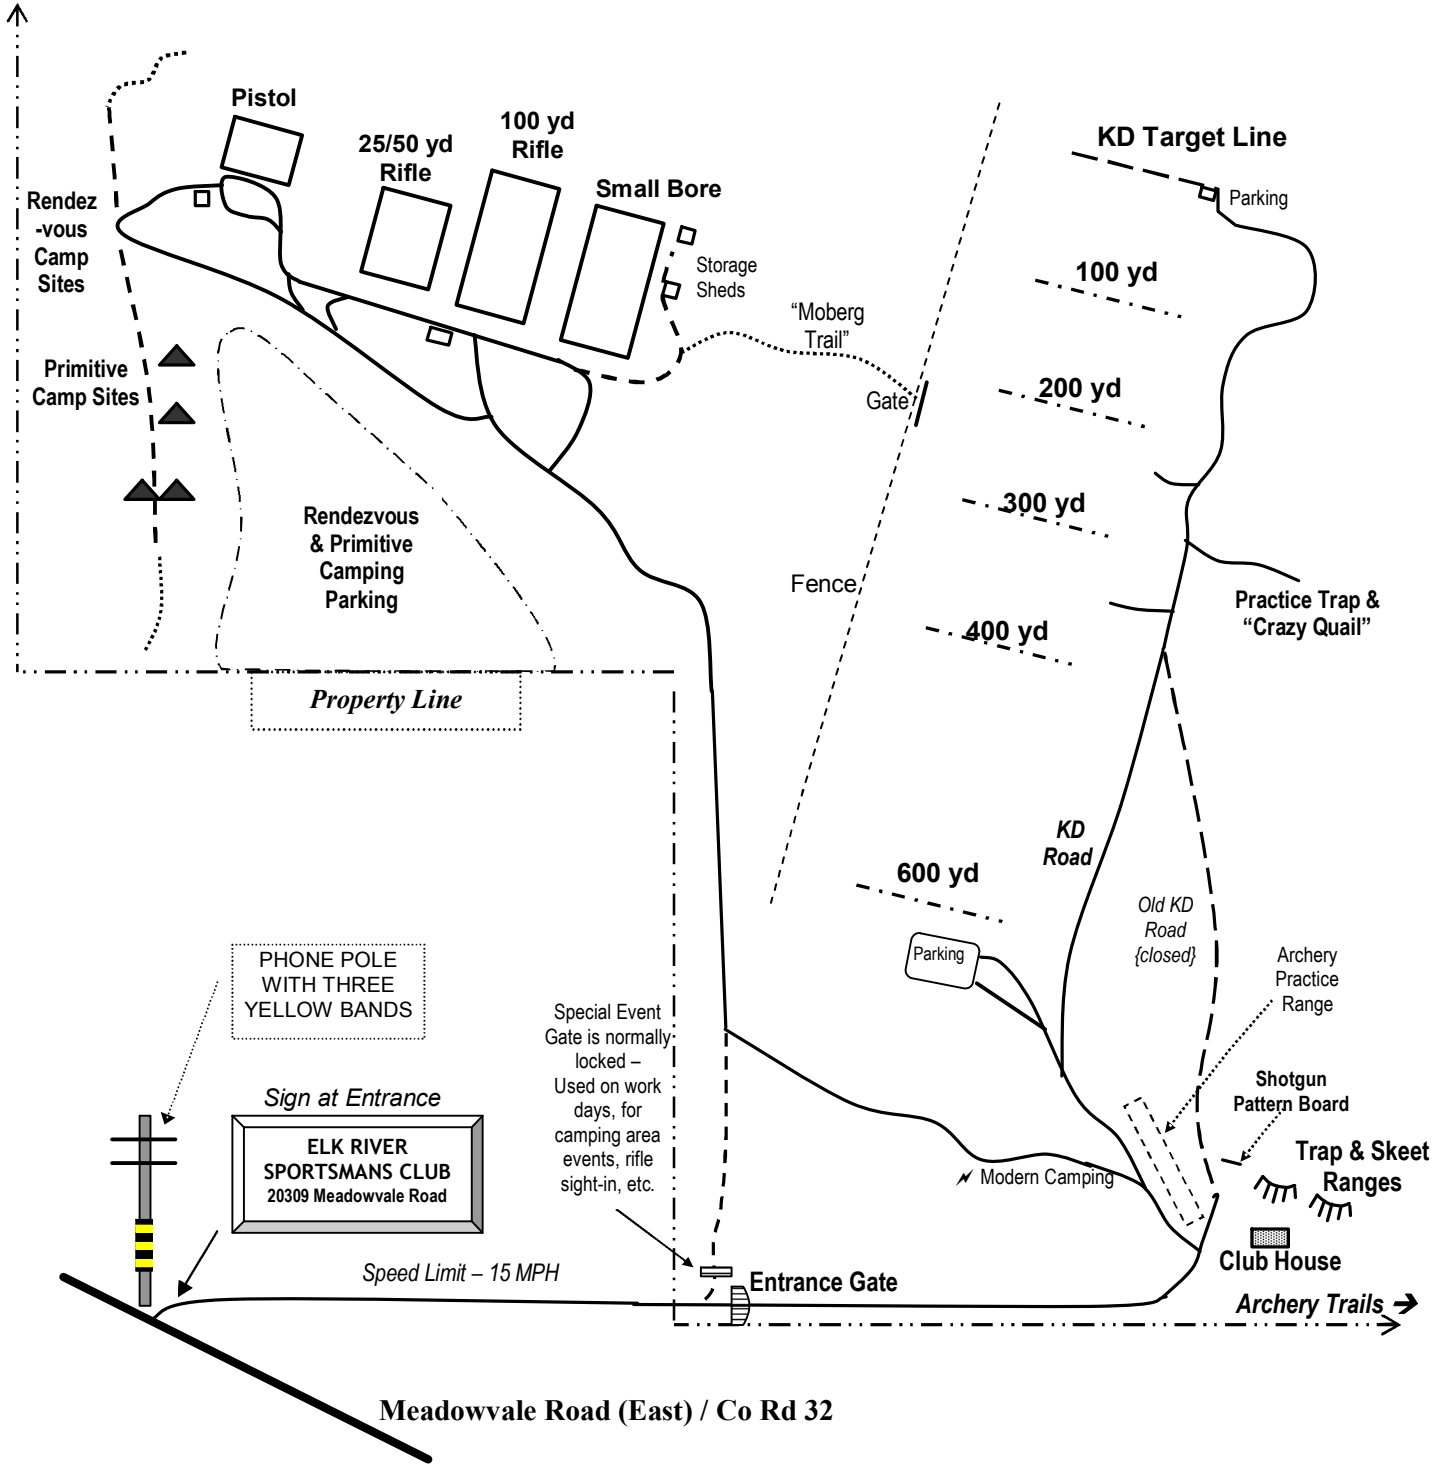 Pistol
25/50 yd
Rifle
100 yd
Rifle
Small Bore
KD Target Line
Parking
Rendez
-vous
Camp
Sites
Storage
Sheds
100 yd
"Moberg
Trail"
Primitive
Camp Sites
Gate
200 yd
300 yd
Rendezvous
& Primitive
Camping
Parking
Fence
Practice Trap &
"Crazy Quail"
400 yd
Property Line
KD
Road
600 yd
Old KD
Road
{closed}
Parking
Archery
Practice
Range
PHONE POLE
WITH THREE
YELLOW BANDS
Special Event
Gate is normally
locked –
Used on work
days, for
camping area
events, rifle
sight-in, etc.
Shotgun
Pattern Board
Sign at Entrance
ELK RIVER
SPORTSMANS CLUB
20309 Meadowvale Road
Trap & Skeet
Ranges
Modern Camping
Club House
Speed Limit – 15 MPH
Entrance Gate
Archery Trails
Meadowvale Road (East) / Co Rd 32